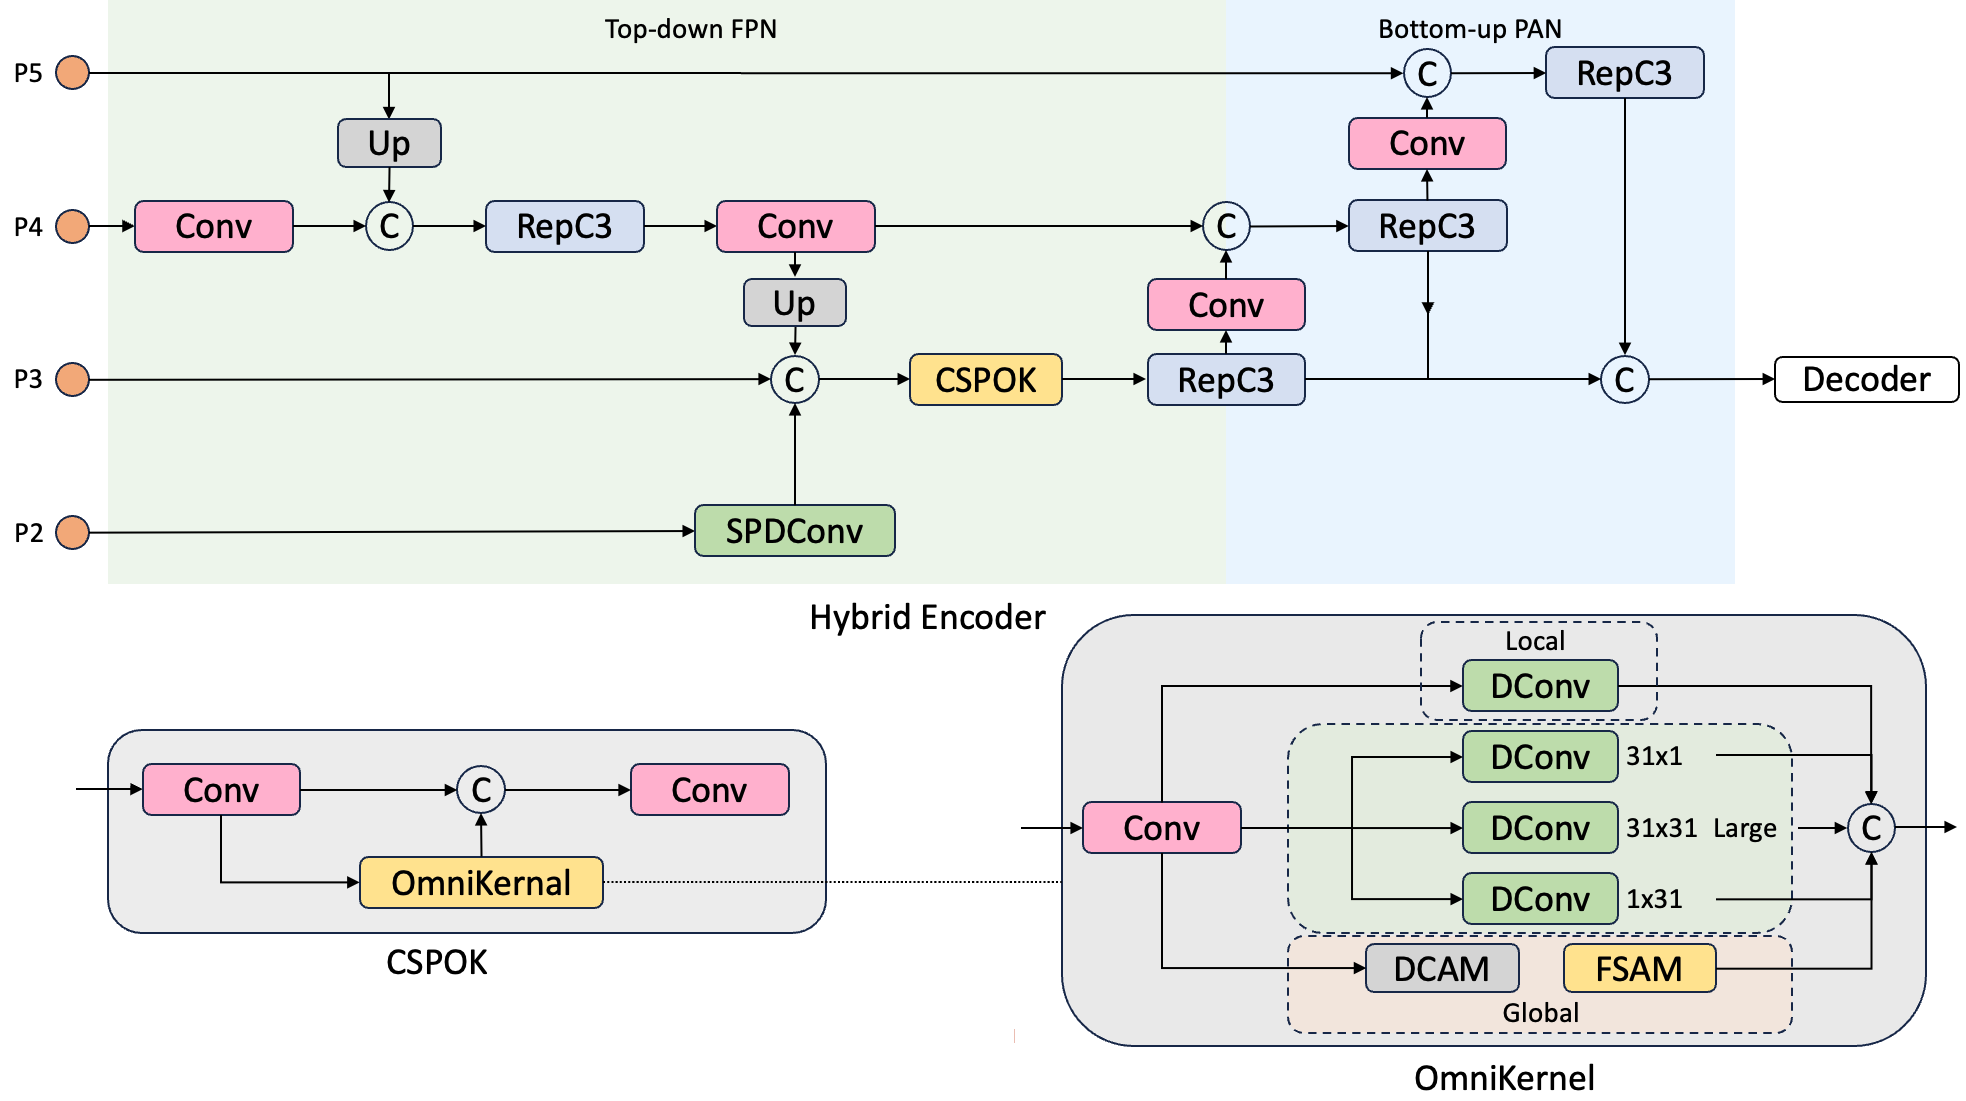 Top-down FPN
Bottom-up PAN
P5
C
RepC3
Up
Conv
P4
Conv
C
RepC3
Conv
C
RepC3
Up
Conv
P3
C
CSPOK
RepC3
C
Decoder
P2
SPDConv
Hybrid Encoder
Conv
C
Conv
OmniKernal
CSPOK
Local
DConv
DConv 31x1
Conv
DConv 31x31 Large
C
DConv 1x31
DCAM
FSAM
Global
OmniKernel